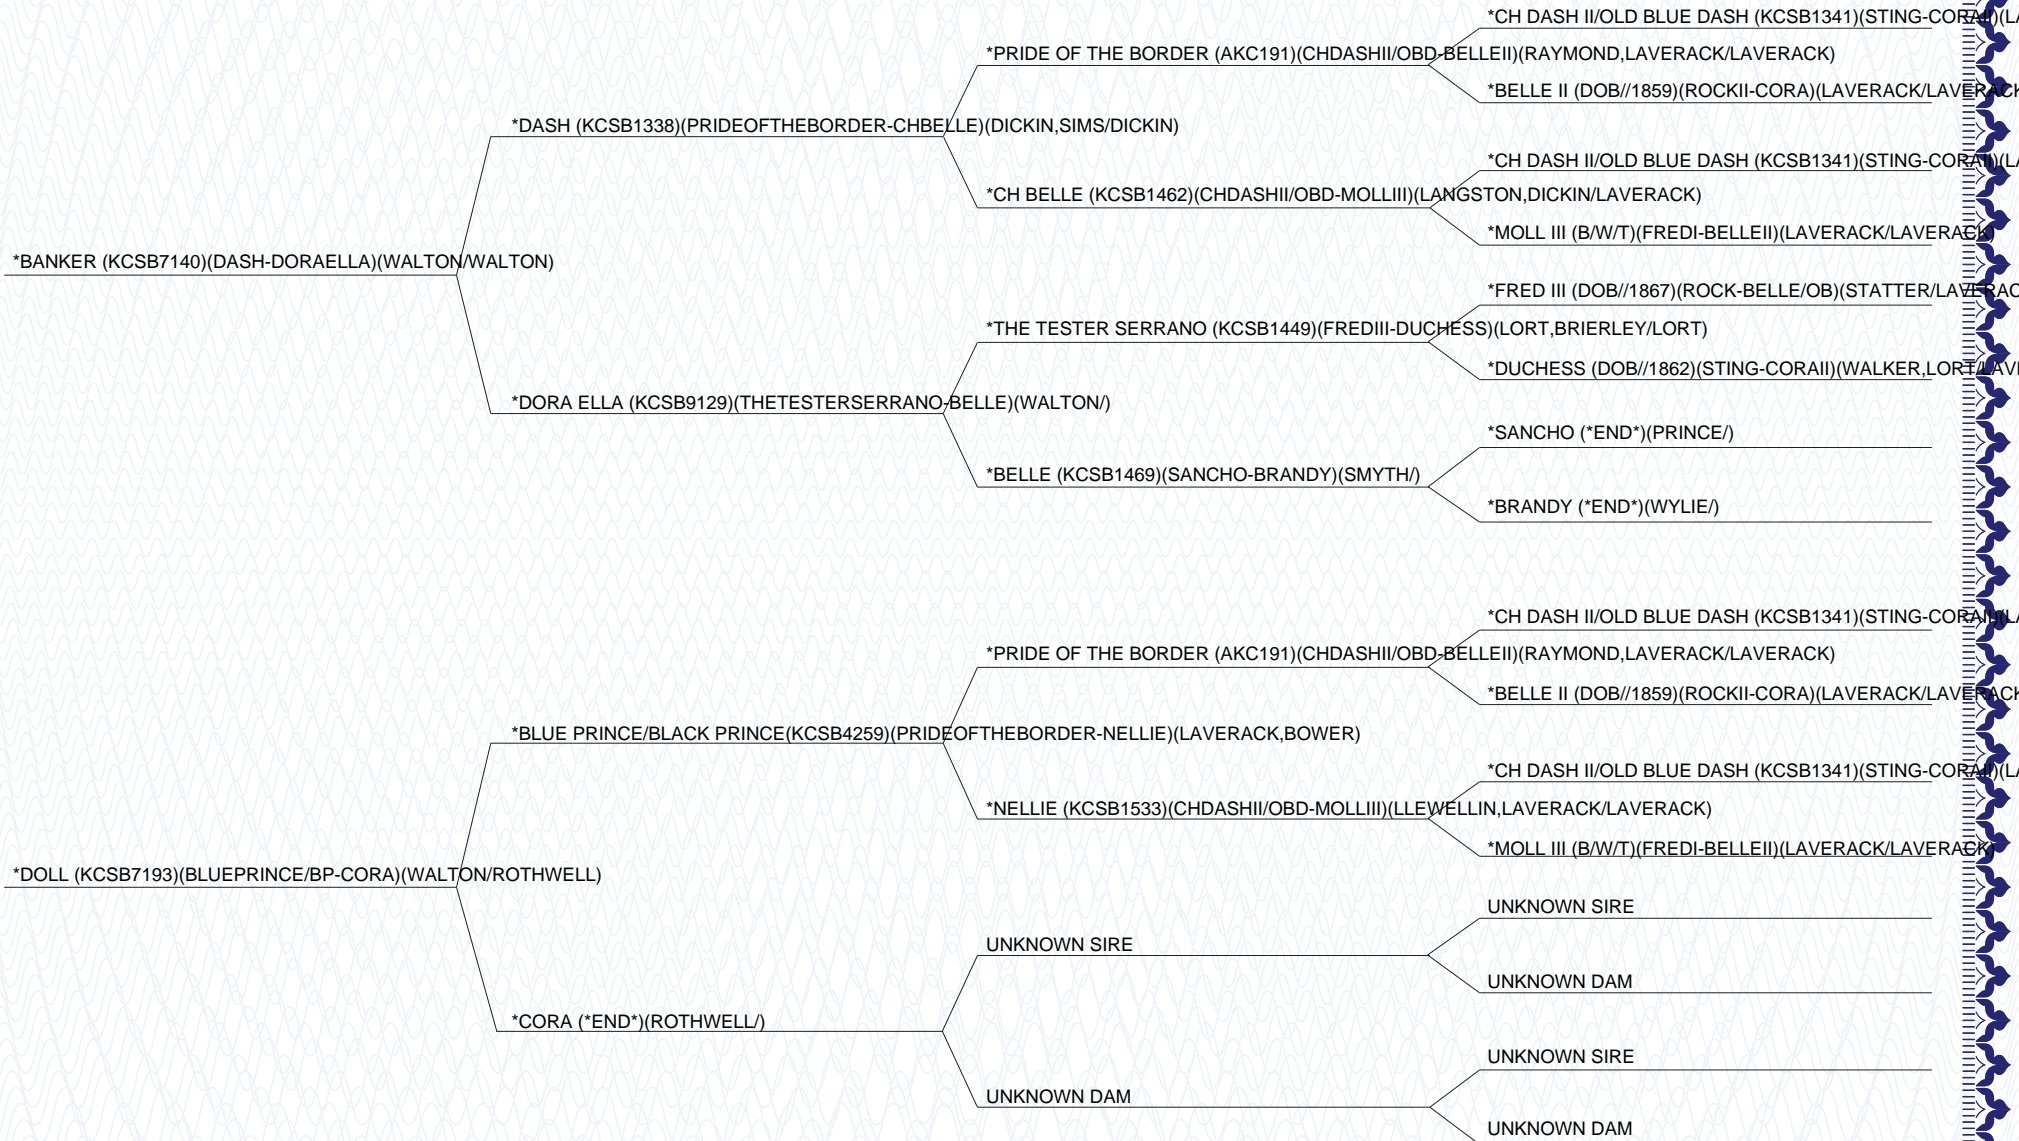 *CH DASH II/OLD BLUE DASH (KCSB1341)(STING-CORAII)(LA
*PRIDE OF THE BORDER (AKC191)(CHDASHII/OBD-BELLEII)(RAYMOND,LAVERACK/LAVERACK)
*BELLE II (DOB//1859)(ROCKII-CORA)(LAVERACK/LAVERACK
*DASH (KCSB1338)(PRIDEOFTHEBORDER-CHBELLE)(DICKIN,SIMS/DICKIN)
*CH DASH II/OLD BLUE DASH (KCSB1341)(STING-CORAII)(LA
*CH BELLE (KCSB1462)(CHDASHII/OBD-MOLLIII)(LANGSTON,DICKIN/LAVERACK)
*MOLL III (B/W/T)(FREDI-BELLEII)(LAVERACK/LAVERACK)
*BANKER (KCSB7140)(DASH-DORAELLA)(WALTON/WALTON)
*FRED III (DOB//1867)(ROCK-BELLE/OB)(STATTER/LAVERAC
*THE TESTER SERRANO (KCSB1449)(FREDIII-DUCHESS)(LORT,BRIERLEY/LORT)
*DUCHESS (DOB//1862)(STING-CORAII)(WALKER,LORT/LAVE
*DORA ELLA (KCSB9129)(THETESTERSERRANO-BELLE)(WALTON/)
*SANCHO (*END*)(PRINCE/)
*BELLE (KCSB1469)(SANCHO-BRANDY)(SMYTH/)
*BRANDY (*END*)(WYLIE/)
*CH DASH II/OLD BLUE DASH (KCSB1341)(STING-CORAII)(LA
*PRIDE OF THE BORDER (AKC191)(CHDASHII/OBD-BELLEII)(RAYMOND,LAVERACK/LAVERACK)
*BELLE II (DOB//1859)(ROCKII-CORA)(LAVERACK/LAVERACK
*BLUE PRINCE/BLACK PRINCE(KCSB4259)(PRIDEOFTHEBORDER-NELLIE)(LAVERACK,BOWER)
*CH DASH II/OLD BLUE DASH (KCSB1341)(STING-CORAII)(LA
*NELLIE (KCSB1533)(CHDASHII/OBD-MOLLIII)(LLEWELLIN,LAVERACK/LAVERACK)
*MOLL III (B/W/T)(FREDI-BELLEII)(LAVERACK/LAVERACK)
*DOLL (KCSB7193)(BLUEPRINCE/BP-CORA)(WALTON/ROTHWELL)
UNKNOWN SIRE
UNKNOWN SIRE
UNKNOWN DAM
*CORA (*END*)(ROTHWELL/)
UNKNOWN SIRE
UNKNOWN DAM
UNKNOWN DAM